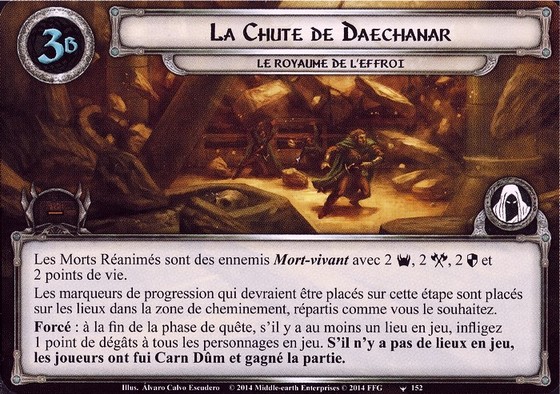 3B
La Chute de Daechanar
Le Royaume de l'Effroi
Les Morts Réanimés sont des ennemis Mort-vivant avec 2 , 2 , 2 et
2 points de vie.
Les marqueurs de progression qui devraient être placés sur cette étape sont placés
sur les lieux dans la zone de cheminement, répartis comme vous le souhaitez.
Forcé : à la fin de la phase de quête, s'il y a au moins un lieu en jeu, infligez
1 point de dégâts à tous les personnages en jeu. S'il n'y a pas de lieux en jeu,
les joueurs ont fui Carn Dûm et gagné la partie.
Illus. Álvaro Calvo Escudero © 2014 Middle-earth Enterprises © 2014 FFG 152